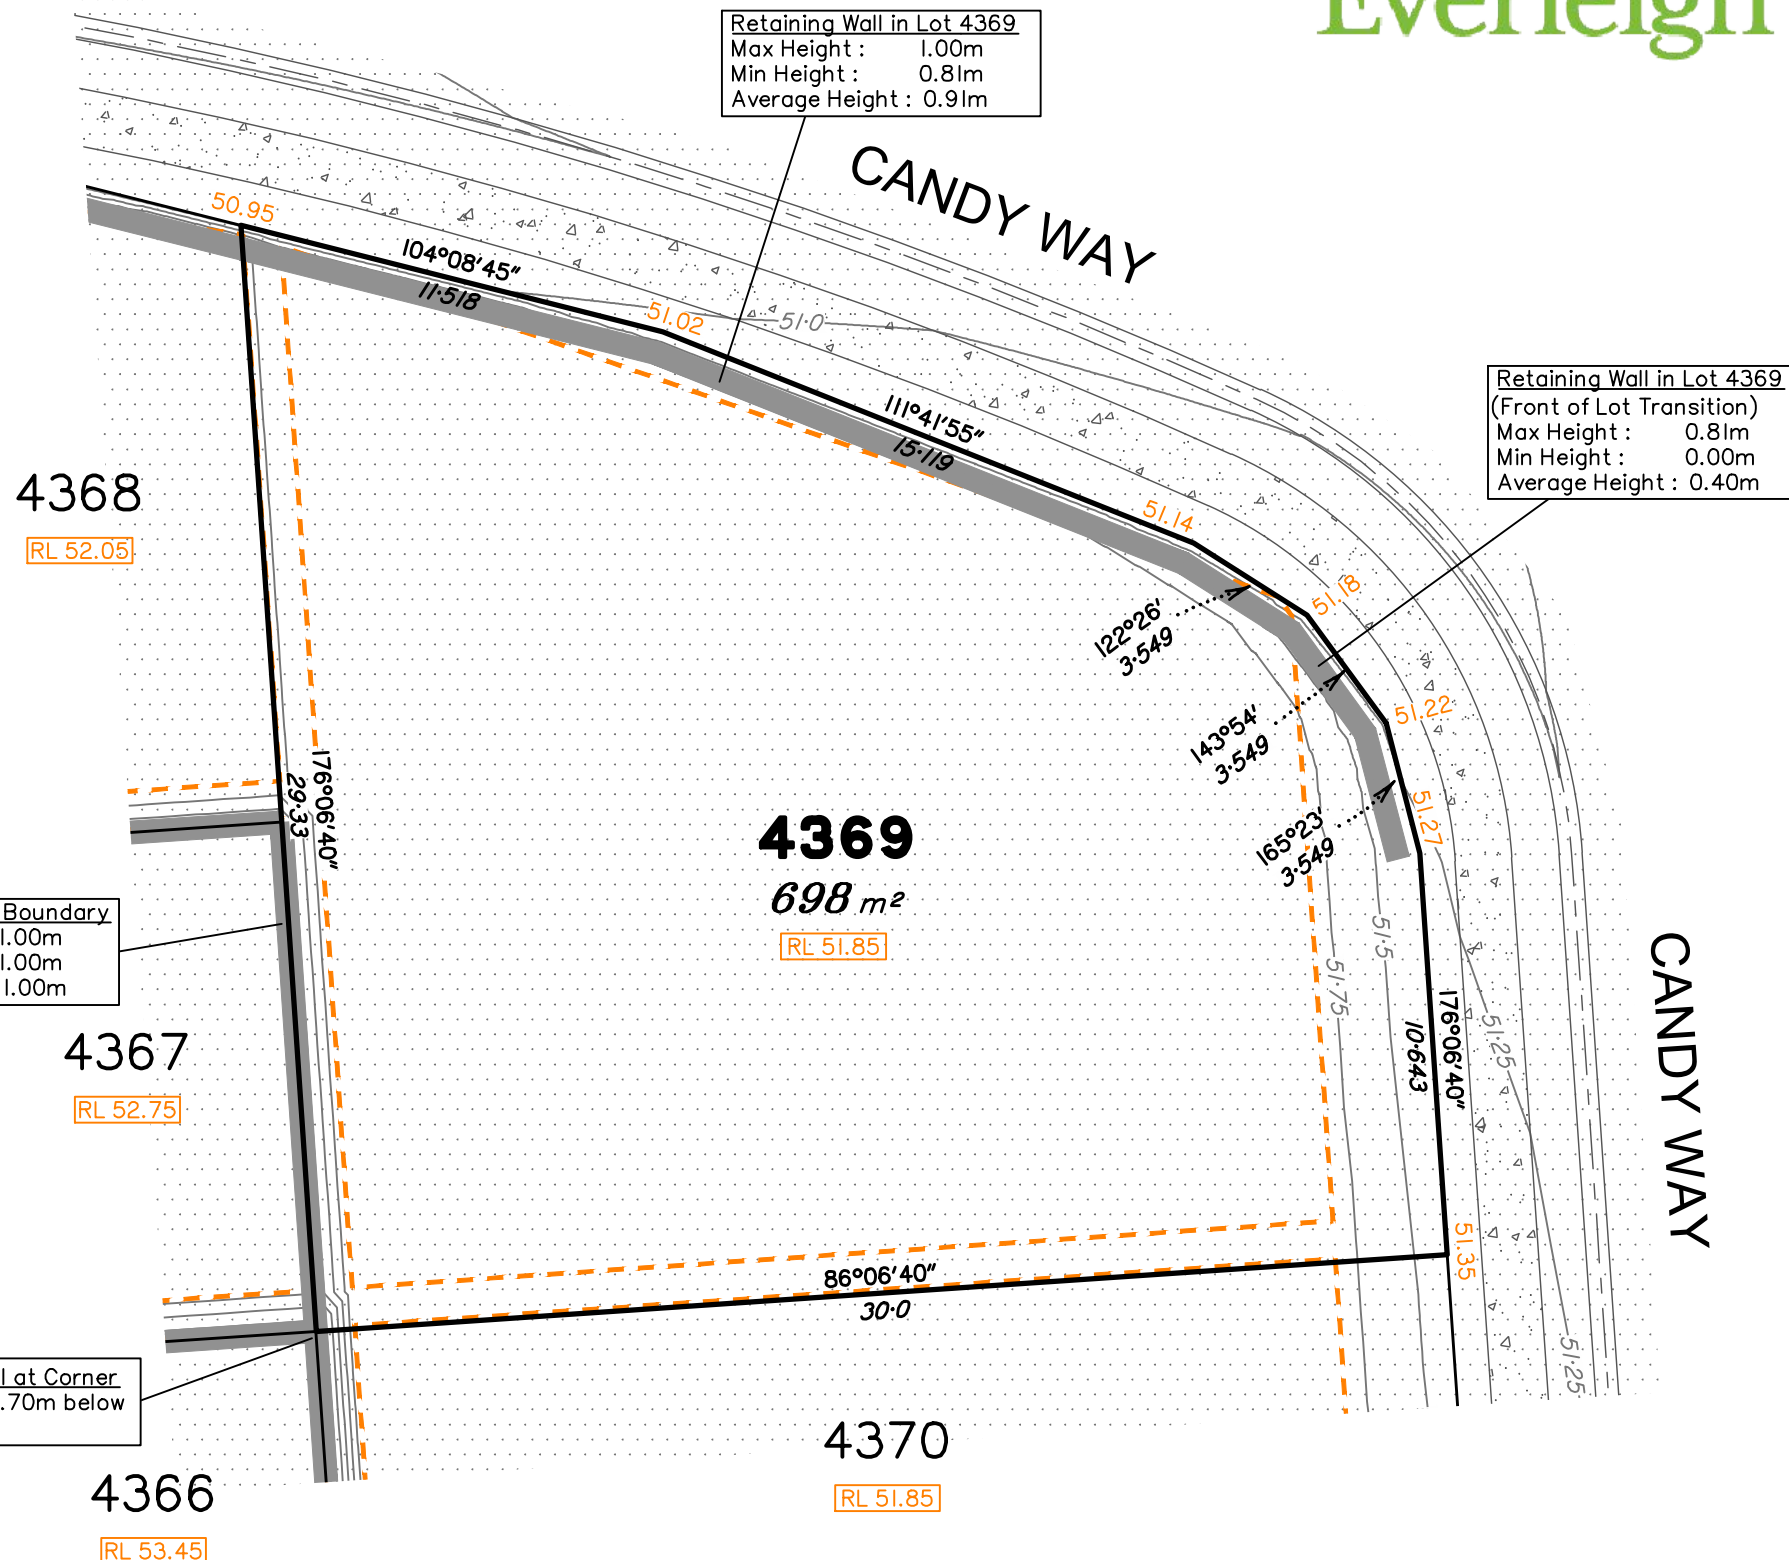 Everleigh
Retaining Wall in Lot 4369
Max Height : 1.00m
Min Height : 0.81m
Average Height : 0.91m
CANDY WAY
50.95
104°08'45"
11·518
51.02
51·0
111°41'55"
15·119
51.14
51.18
Retaining Wall in Lot 4369
(Front of Lot Transition)
Max Height : 0.81m
Min Height : 0.00m
Average Height : 0.40m
4368
RL 52.05
122°26'
3·549
143°54'
3·549
165°23'
3·549
51.22
51.27
176°06'40"
29·33
4369
698 m²
RL 51.85
Boundary
1.00m
1.00m
1.00m
4367
RL 52.75
51·75
51·5
176°06'40"
10·643
51·25
CANDY WAY
51.35
86°06'40"
30·0
51·25
l at Corner
.70m below
4370
RL 51.85
4366
RL 53.45